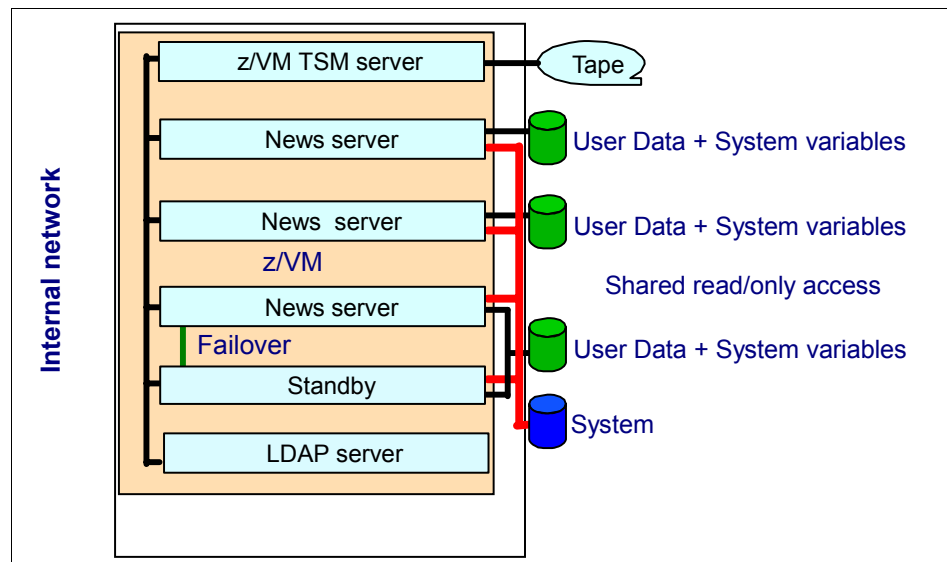 z/VM TSM server
Tape
News server
User Data + System variables
News server
User Data + System variables
z/VM
Shared read/only access
News server
Failover
User Data + System variables
Standby
System
LDAP server
Internal network